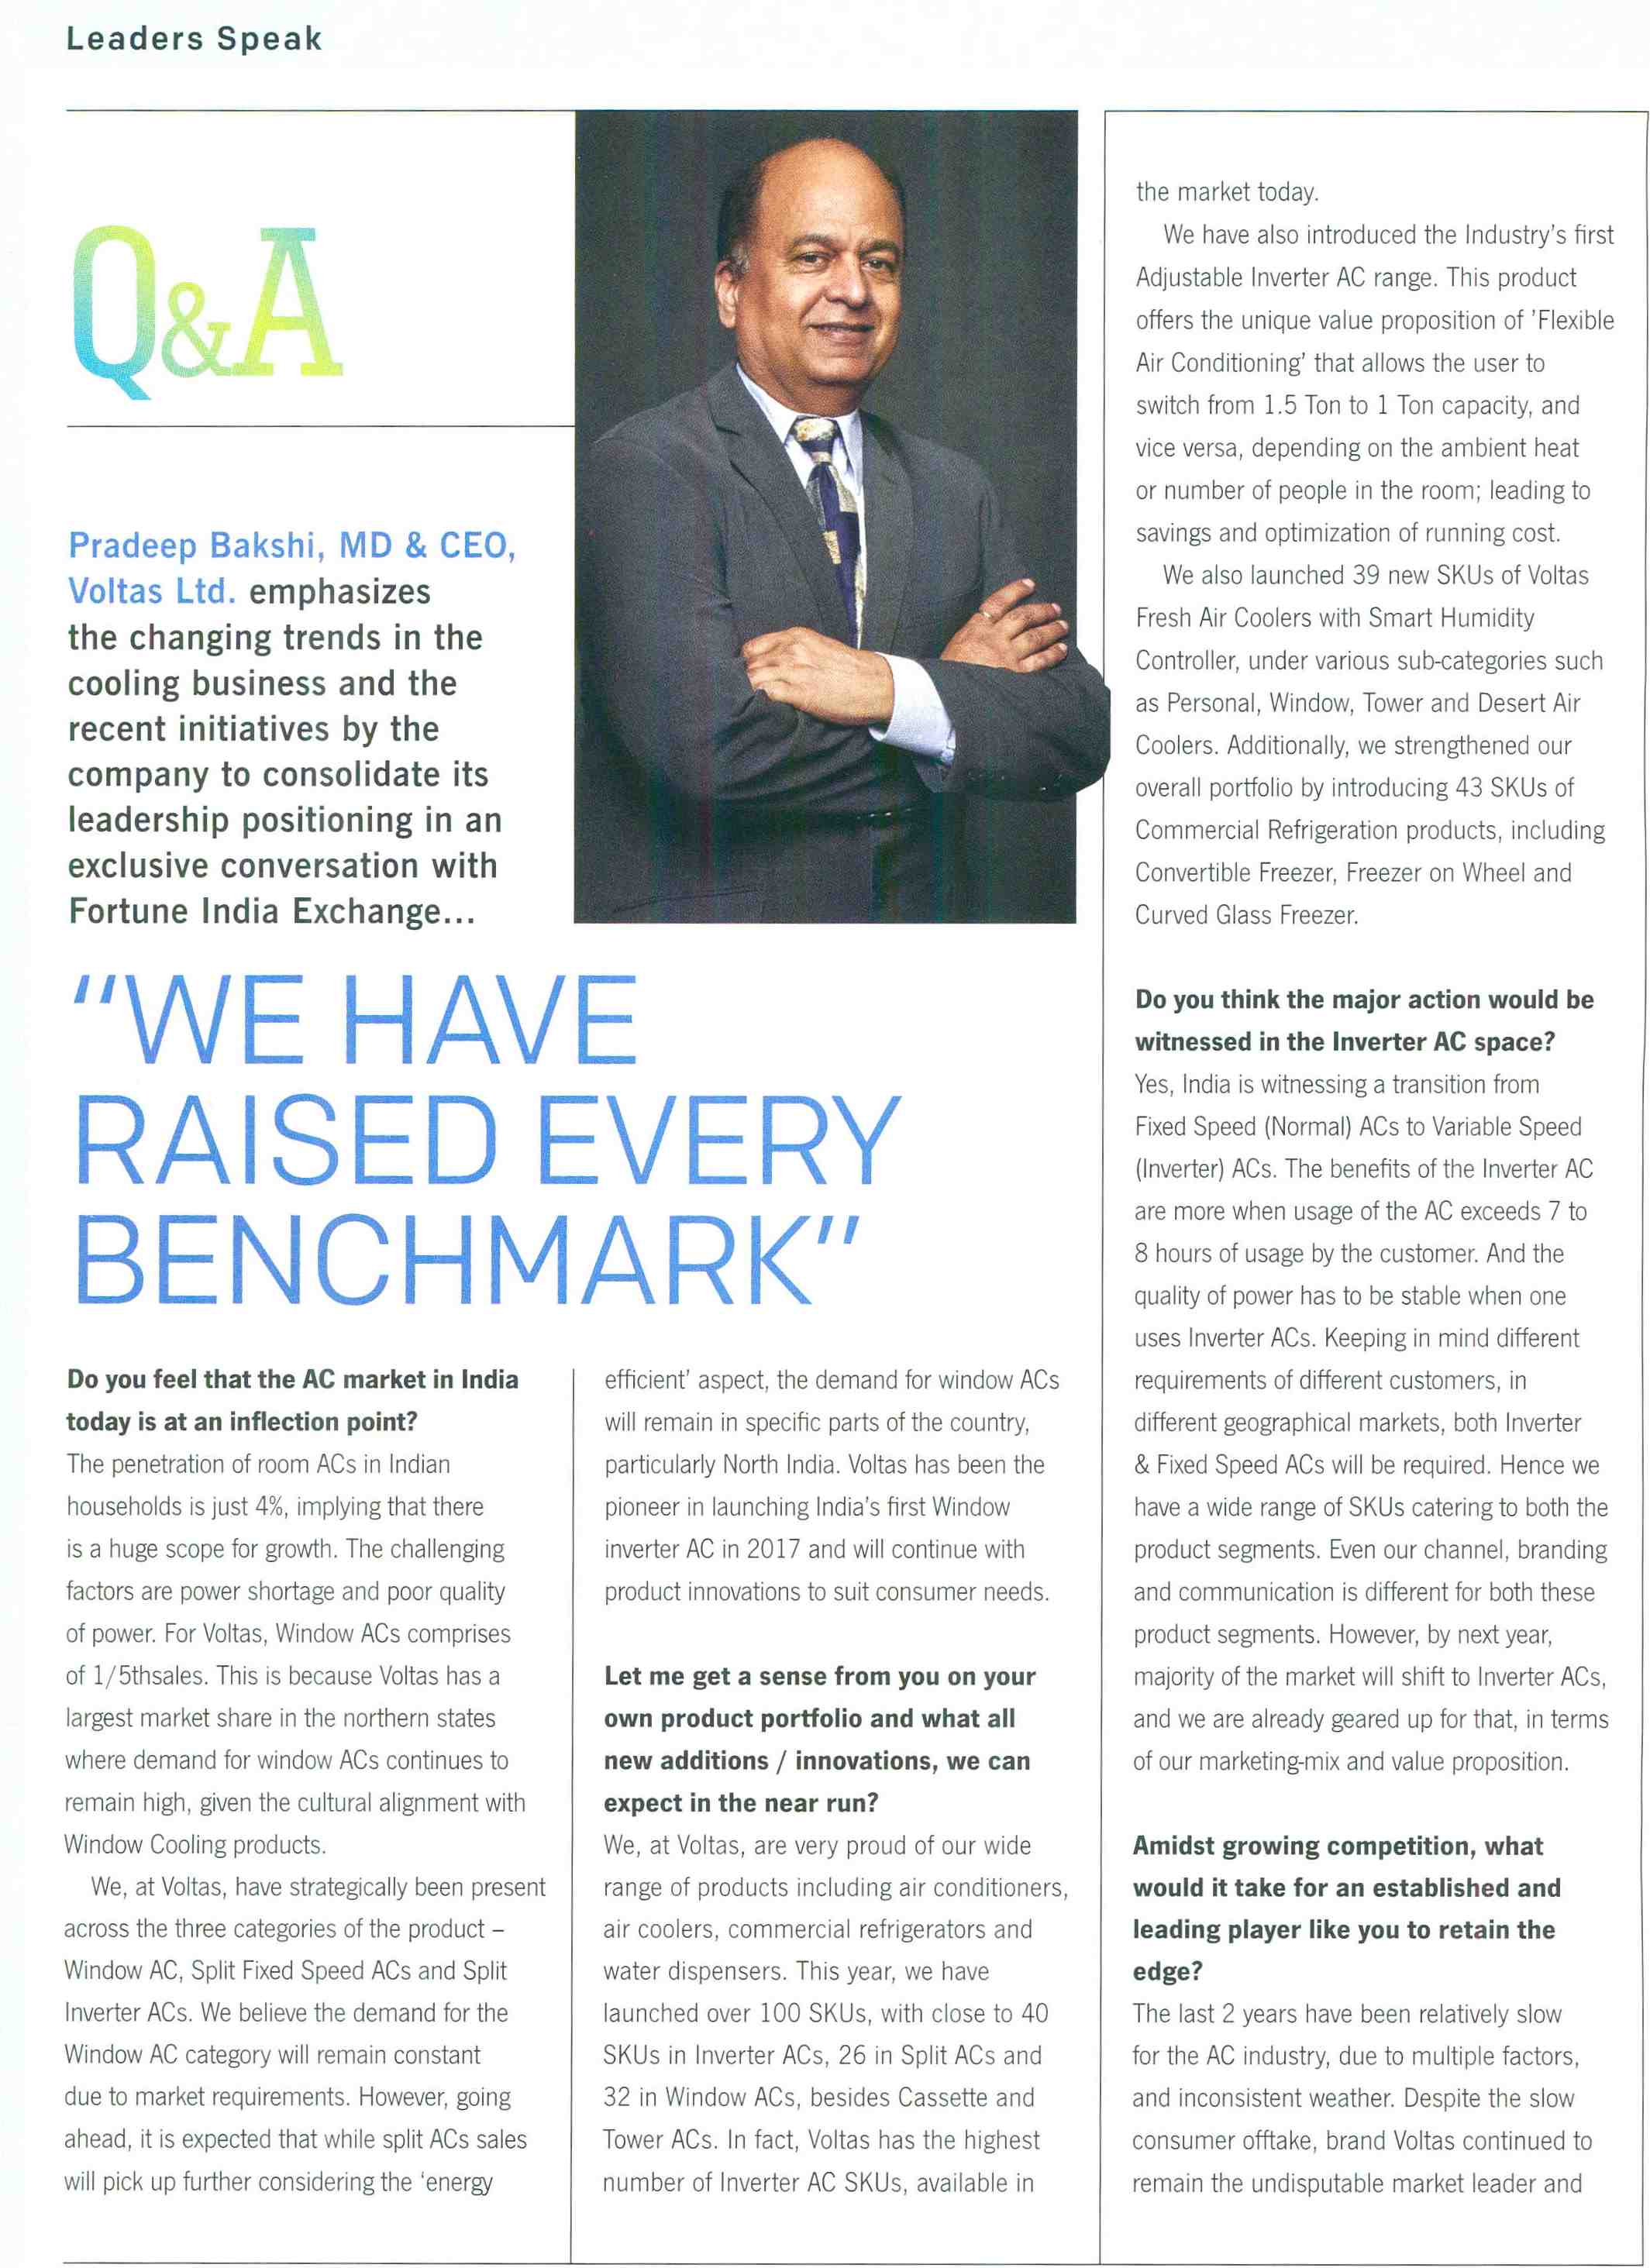 Leaders Speak
Q&A
Pradeep Bakshi, MD & CEO,
Voltas Ltd. emphasizes
the changing trends in the
cooling business and the
recent initiatives by the
company to consolidate its
leadership positioning in an
exclusive conversation with
Fortune India Exchange...
"WE HAVE
RAISED EVERY
BENCHMARK"
Do you feel that the AC market in India
today is at an inflection point?
The penetration of room ACs in Indian
households is just 4%, implying that there
is a huge scope for growth. The challenging
factors are power shortage and poor quality
of power. For Voltas, Window ACs comprises
of 1/5thsales. This is because Voltas has a
largest market share in the northern states
where demand for window ACs continues to
remain high, given the cultural alignment with
Window Cooling products.
We, at Voltas, have strategically been present
across the three categories of the product –
Window AC, Split Fixed Speed ACs and Split
Inverter ACs. We believe the demand for the
Window AC category will remain constant
due to market requirements. However, going
ahead, it is expected that while split ACs sales
will pick up further considering the 'energy
efficient' aspect, the demand for window ACs
will remain in specific parts of the country,
particularly North India. Voltas has been the
pioneer in launching India's first Window
inverter AC in 2017 and will continue with
product innovations to suit consumer needs.
Let me get a sense from you on your
own product portfolio and what all
new additions / innovations, we can
expect in the near run?
We, at Voltas, are very proud of our wide
range of products including air conditioners,
air coolers, commercial refrigerators and
water dispensers. This year, we have
launched over 100 SKUs, with close to 40
SKUs in Inverter ACs, 26 in Split ACs and
32 in Window ACs, besides Cassette and
Tower ACs. In fact, Voltas has the highest
number of Inverter AC SKUs, available in
the market today.
We have also introduced the Industry's first
Adjustable Inverter AC range. This product
offers the unique value proposition of 'Flexible
Air Conditioning' that allows the user to
switch from 1.5 Ton to 1 Ton capacity, and
vice versa, depending on the ambient heat
or number of people in the room; leading to
savings and optimization of running cost.
We also launched 39 new SKUs of Voltas
Fresh Air Coolers with Smart Humidity
Controller, under various sub-categories such
as Personal, Window, Tower and Desert Air
Coolers. Additionally, we strengthened our
overall portfolio by introducing 43 SKUs of
Commercial Refrigeration products, including
Convertible Freezer, Freezer on Wheel and
Curved Glass Freezer.
Do you think the major action would be
witnessed in the Inverter AC space?
Yes, India is witnessing a transition from
Fixed Speed (Normal) ACs to Variable Speed
(Inverter) ACs. The benefits of the Inverter AC
are more when usage of the AC exceeds 7 to
8 hours of usage by the customer. And the
quality of power has to be stable when one
uses Inverter ACs. Keeping in mind different
requirements of different customers, in
different geographical markets, both Inverter
& Fixed Speed ACs will be required. Hence we
have a wide range of SKUs catering to both the
product segments. Even our channel, branding
and communication is different for both these
product segments. However, by next year,
majority of the market will shift to Inverter ACs,
and we are already geared up for that, in terms
of our marketing-mix and value proposition.
Amidst growing competition, what
would it take for an established and
leading player like you to retain the
edge?
The last 2 years have been relatively slow
for the AC industry, due to multiple factors,
and inconsistent weather. Despite the slow
consumer offtake, brand Voltas continued to
remain the undisputable market leader and